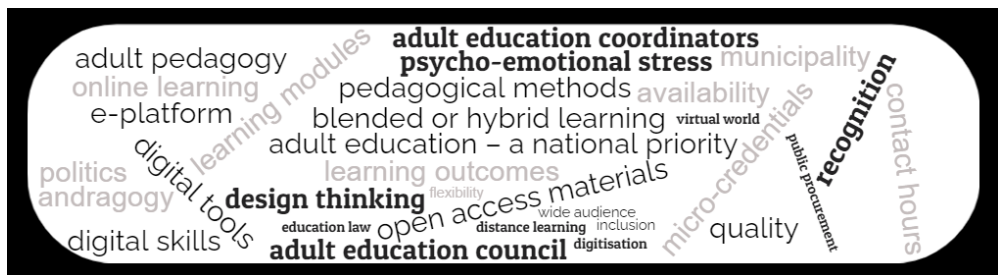 adult education coordinators
adult pedagogy
psycho-emotional stress
municipality
online learning
learning modules
pedagogical methods
availability
recognition
contact hours
e-platform
blended or hybrid learning
virtual world
adult education – a national priority
micro-credentials
public procurement
digital tools
politics
learning outcomes
andragogy
design thinking
flexibility
open access materials
wide audience
education law
distance learning
inclusion
quality
digital skills
adult education council
digitisation